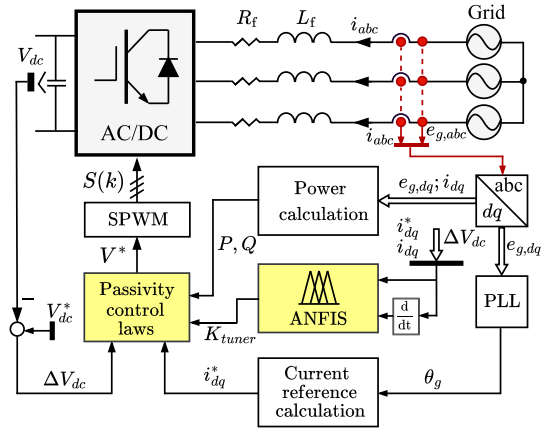 R_f L_f i_abc Grid
V_dc
AC/DC
i_abc e_g,abc
S(k)
SPWM
V*
Power
calculation
e_g,dq; i_dq
abc
dq
P, Q
i*_dq
i_dq
ΔV_dc
e_g,dq
Passivity
control
laws
ANFIS
d
dt
PLL
−
V*_dc
K_tuner
ΔV_dc
i*_dq
Current
reference
calculation
θ_g